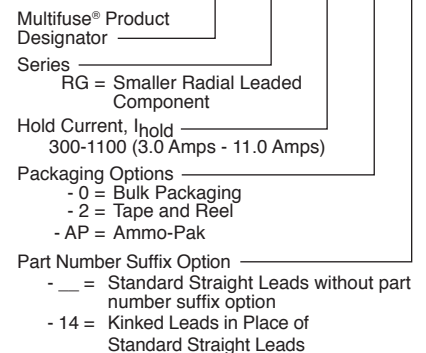 Multifuse® Product
Designator
Series
RG = Smaller Radial Leaded
Component
Hold Current, Ihold
300-1100 (3.0 Amps - 11.0 Amps)
Packaging Options
- 0 = Bulk Packaging
- 2 = Tape and Reel
- AP = Ammo-Pak
Part Number Suffix Option
- __ = Standard Straight Leads without part
number suffix option
- 14 = Kinked Leads in Place of
Standard Straight Leads